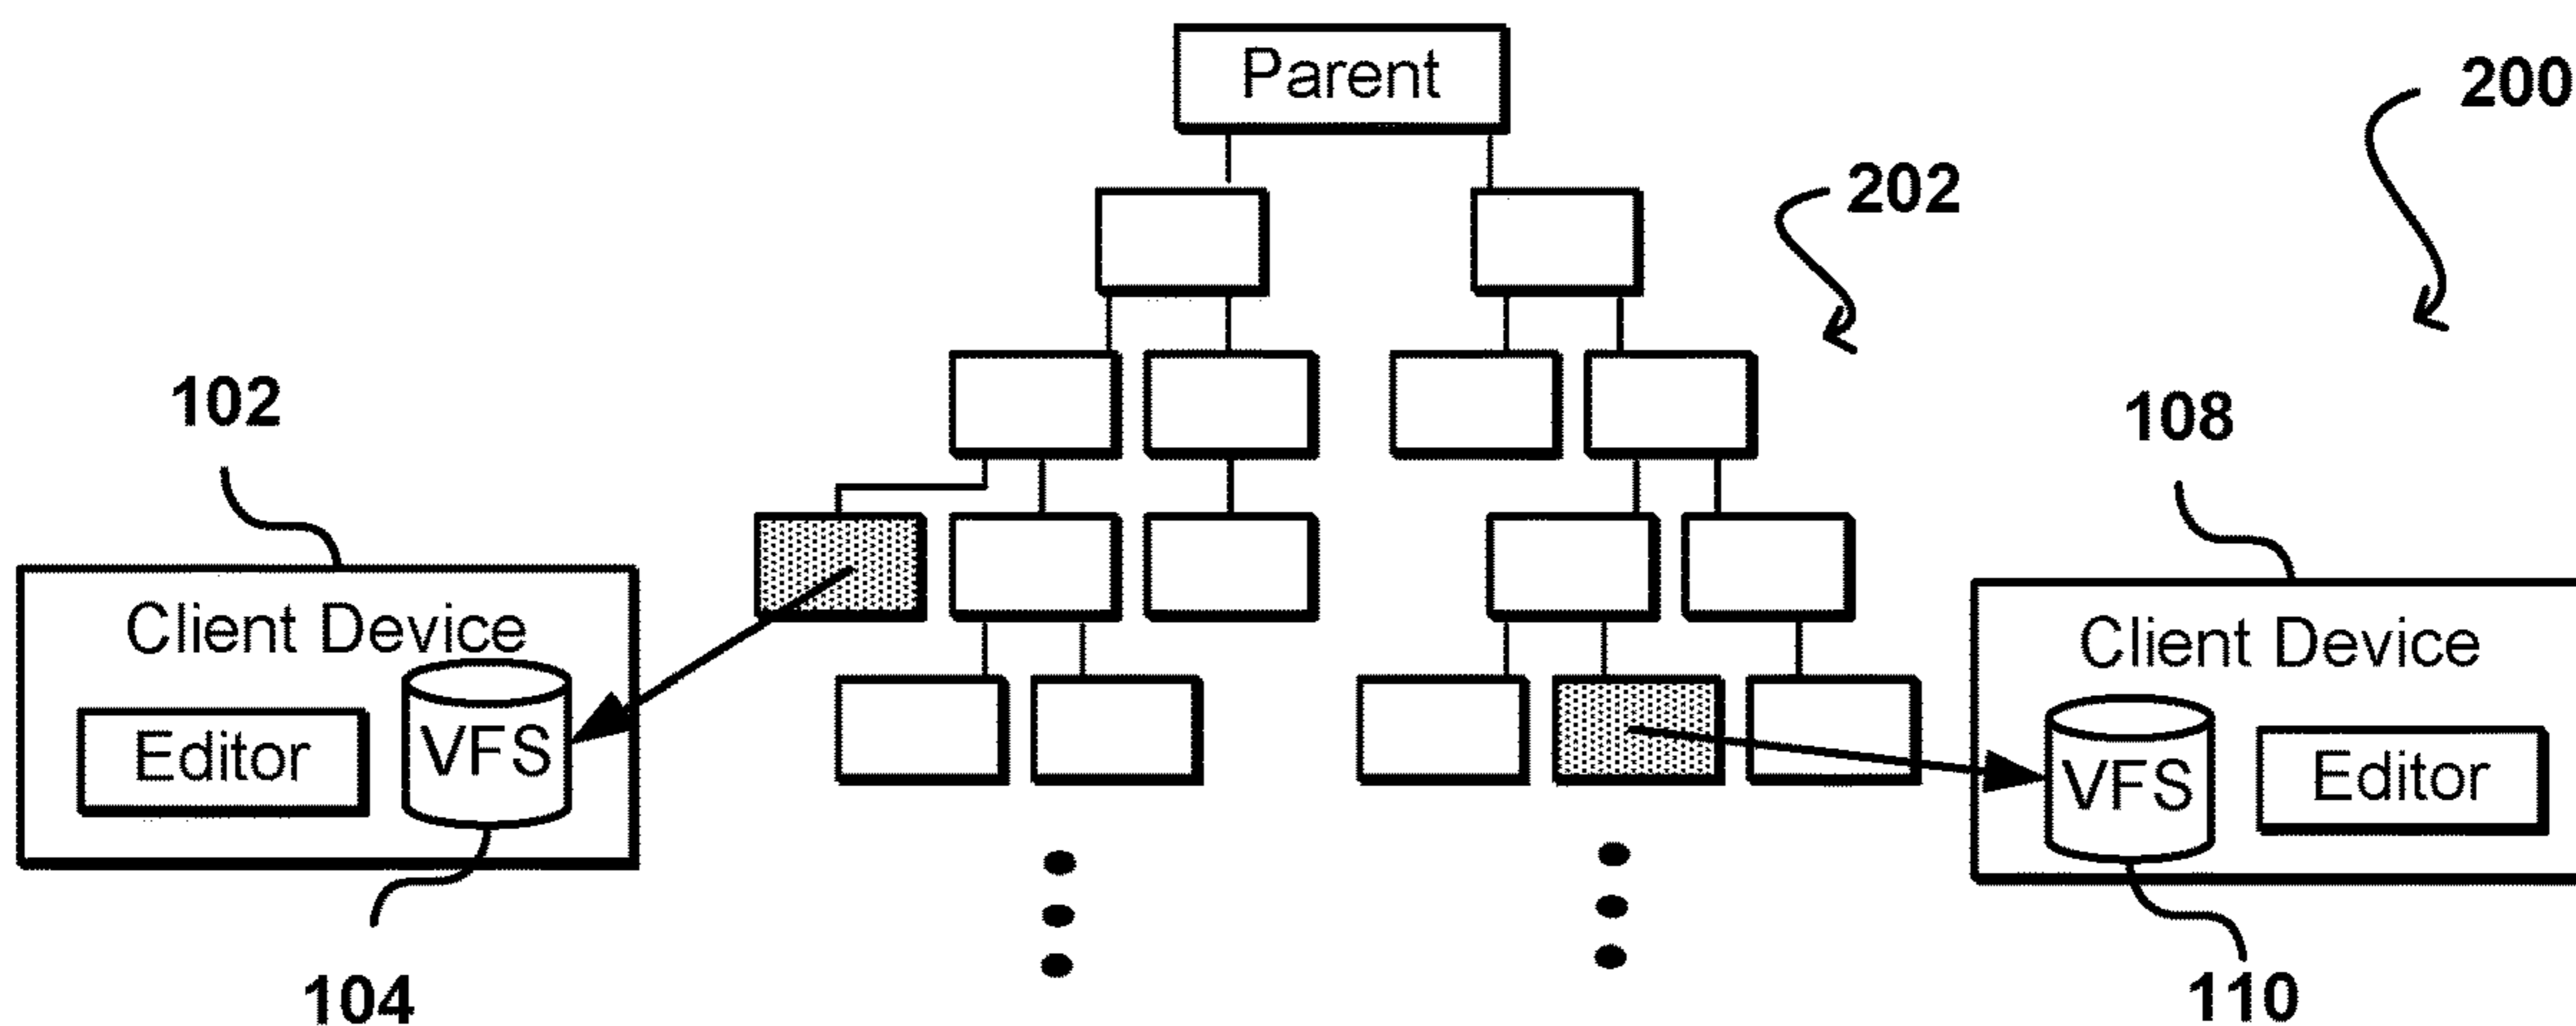 Parent
200
202
102
108
Client Device
Client Device
Editor
VFS
VFS
Editor
104
110